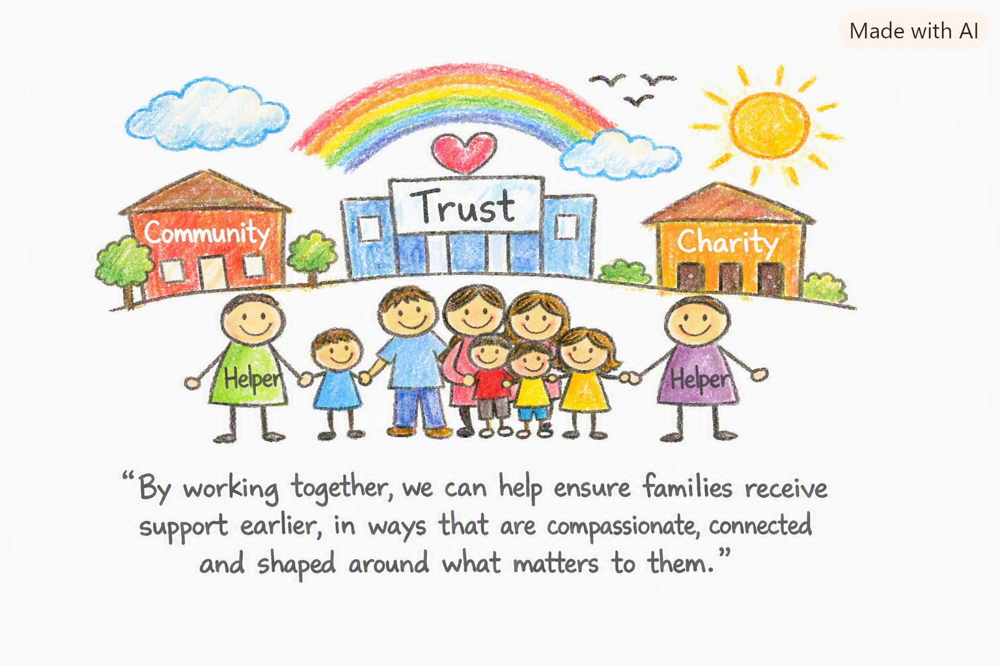 Made with AI
Trust
Community
Charity
Helper
Helper
“By working together, we can help ensure families receive
support earlier, in ways that are compassionate, connected
and shaped around what matters to them.”